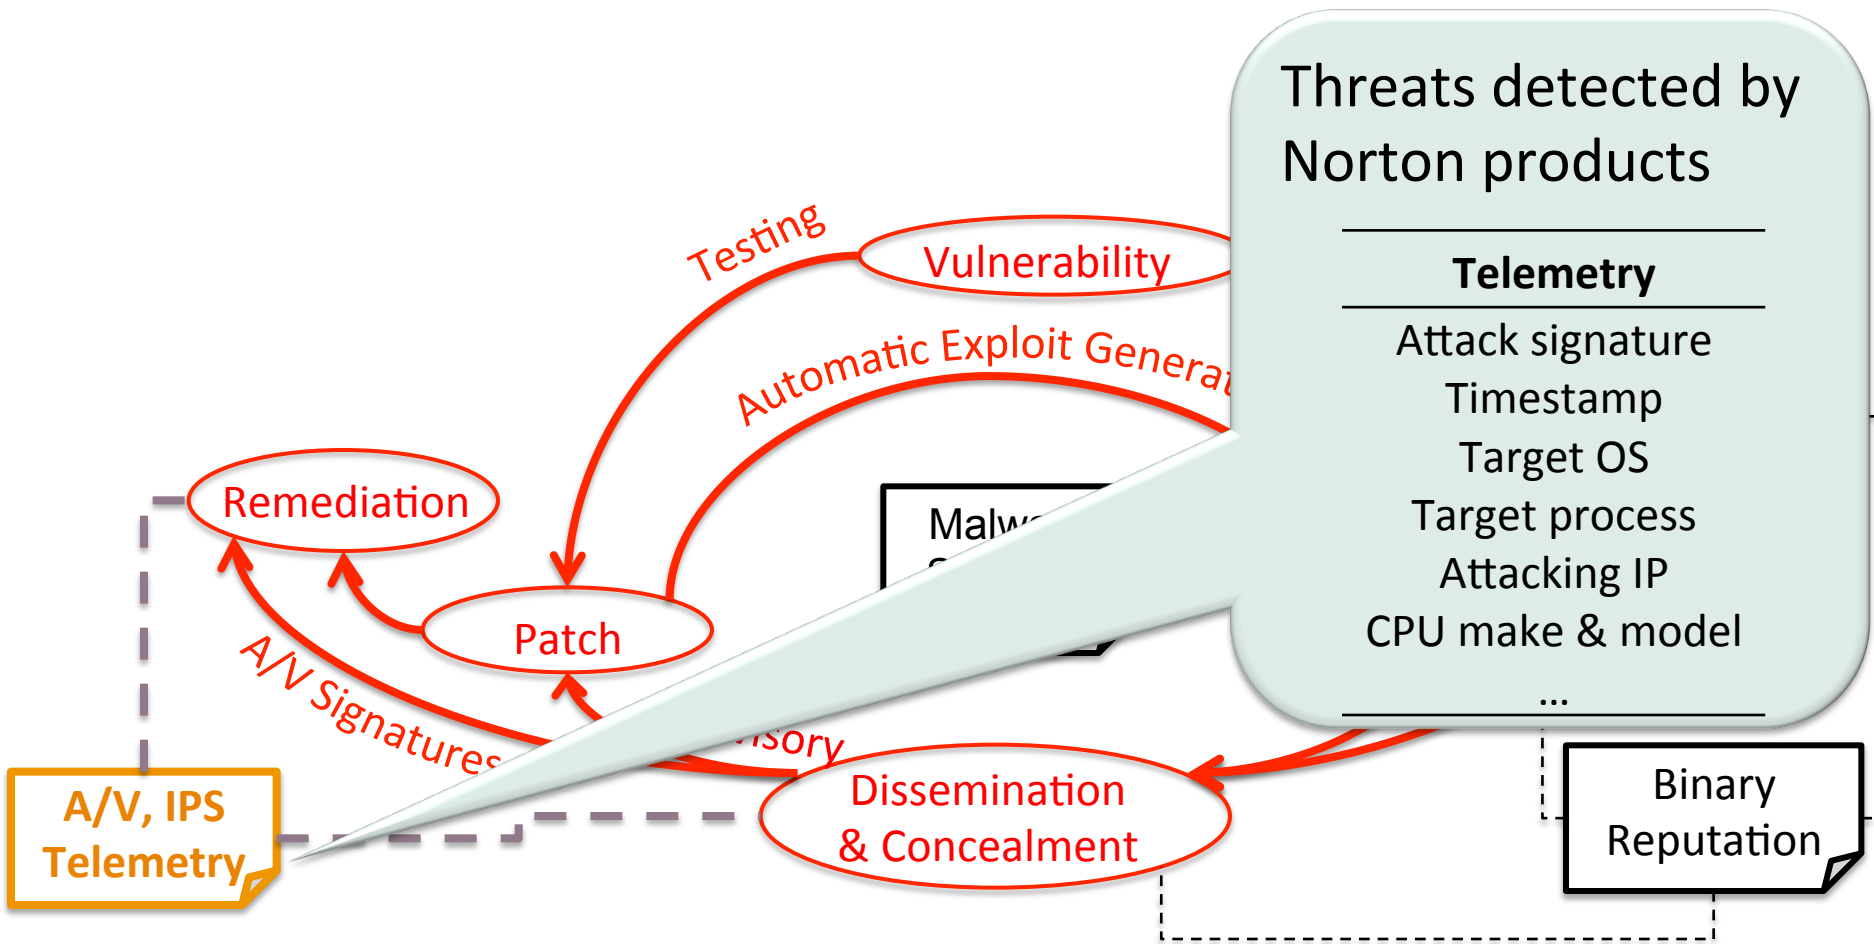 Threats detected by
Norton products
Telemetry
Attack signature
Timestamp
Target OS
Target process
Attacking IP
CPU make & model
...
Testing
Vulnerability
Automatic Exploit
Remediation
Patch
A/V Signatures
A/V, IPS
Telemetry
Dissemination
& Concealment
Binary
Reputation